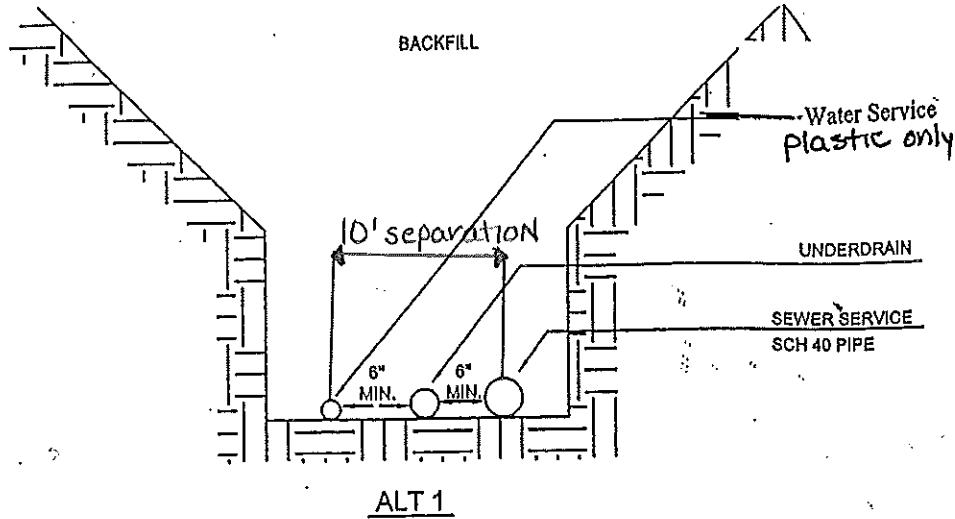 BACKFILL
Water Service
plastic only
10' separation
UNDERDRAIN
SEWER SERVICE
SCH 40 PIPE
6" 6"
MIN. MIN.
ALT 1